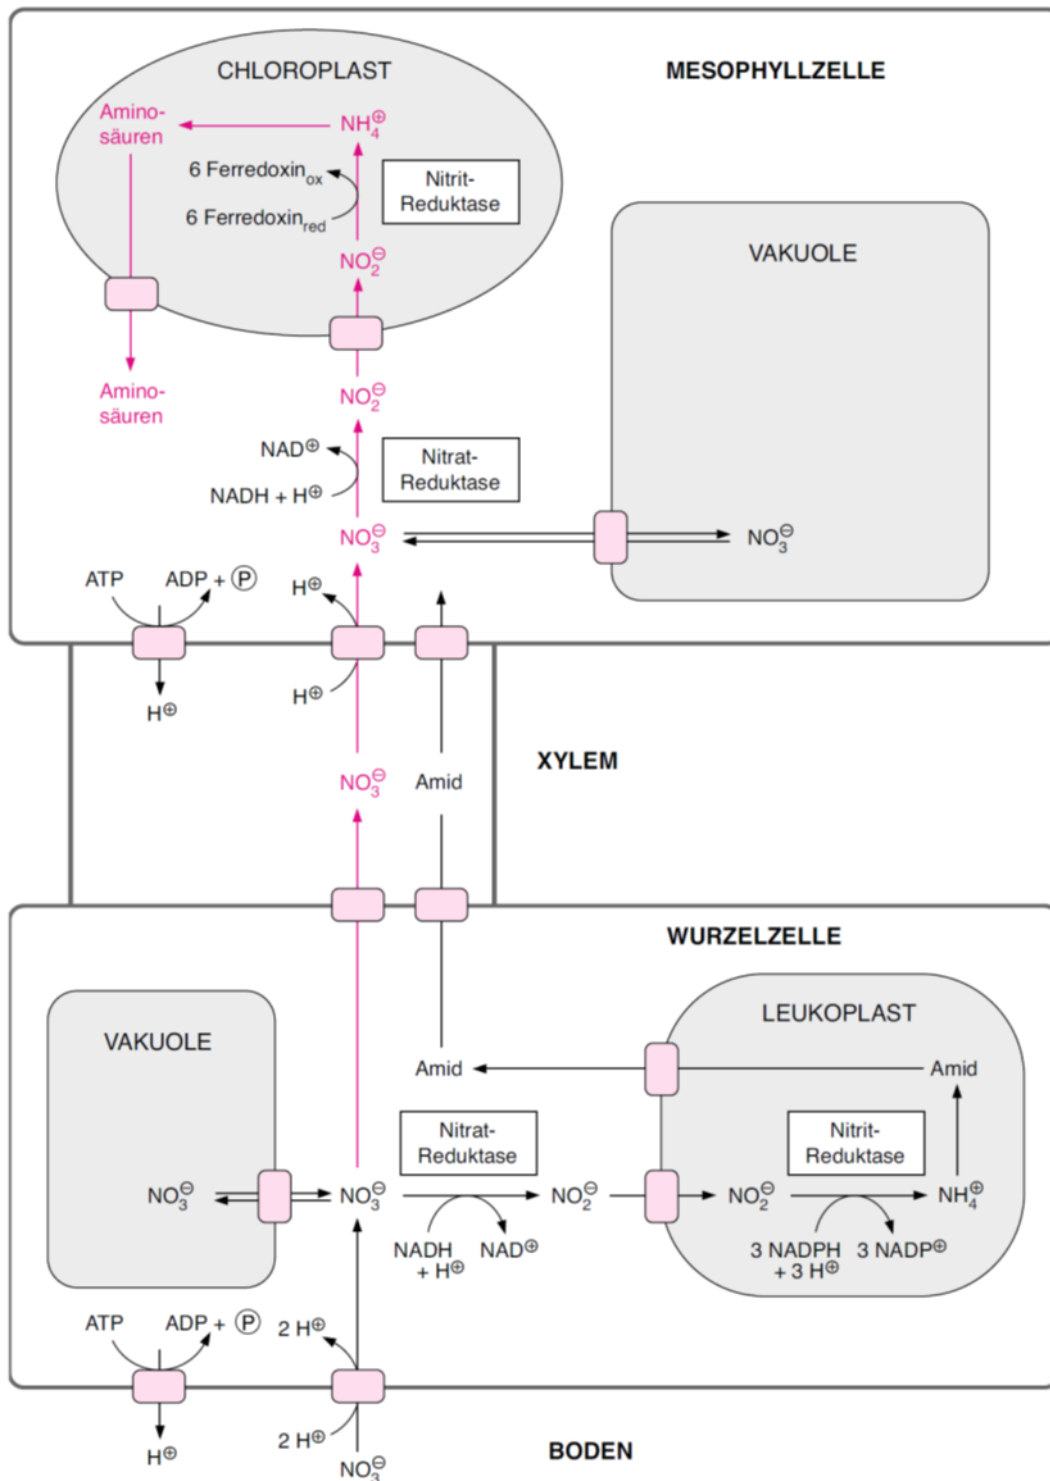 CHLOROPLAST
MESOPHYLLZELLE
Amino-
säuren
NH₄⊕
6 Ferredoxin_ox
6 Ferredoxin_red
Nitrit-
Reduktase
NO₂⊖
VAKUOLE
Amino-
säuren
NO₂⊖
NAD⊕
NADH + H⊕
Nitrat-
Reduktase
NO₃⊖
NO₃⊖
ATP
ADP + Ⓟ
H⊕
H⊕
H⊕
XYLEM
NO₃⊖
Amid
WURZELZELLE
VAKUOLE
LEUKOPLAST
Amid
Amid
Nitrat-
Reduktase
Nitrit-
Reduktase
NO₃⊖
NO₃⊖
NO₂⊖
NO₂⊖
NH₄⊕
NADH
+ H⊕
NAD⊕
3 NADPH
+ 3 H⊕
3 NADP⊕
ATP
ADP + Ⓟ
2 H⊕
H⊕
2 H⊕
NO₃⊖
BODEN